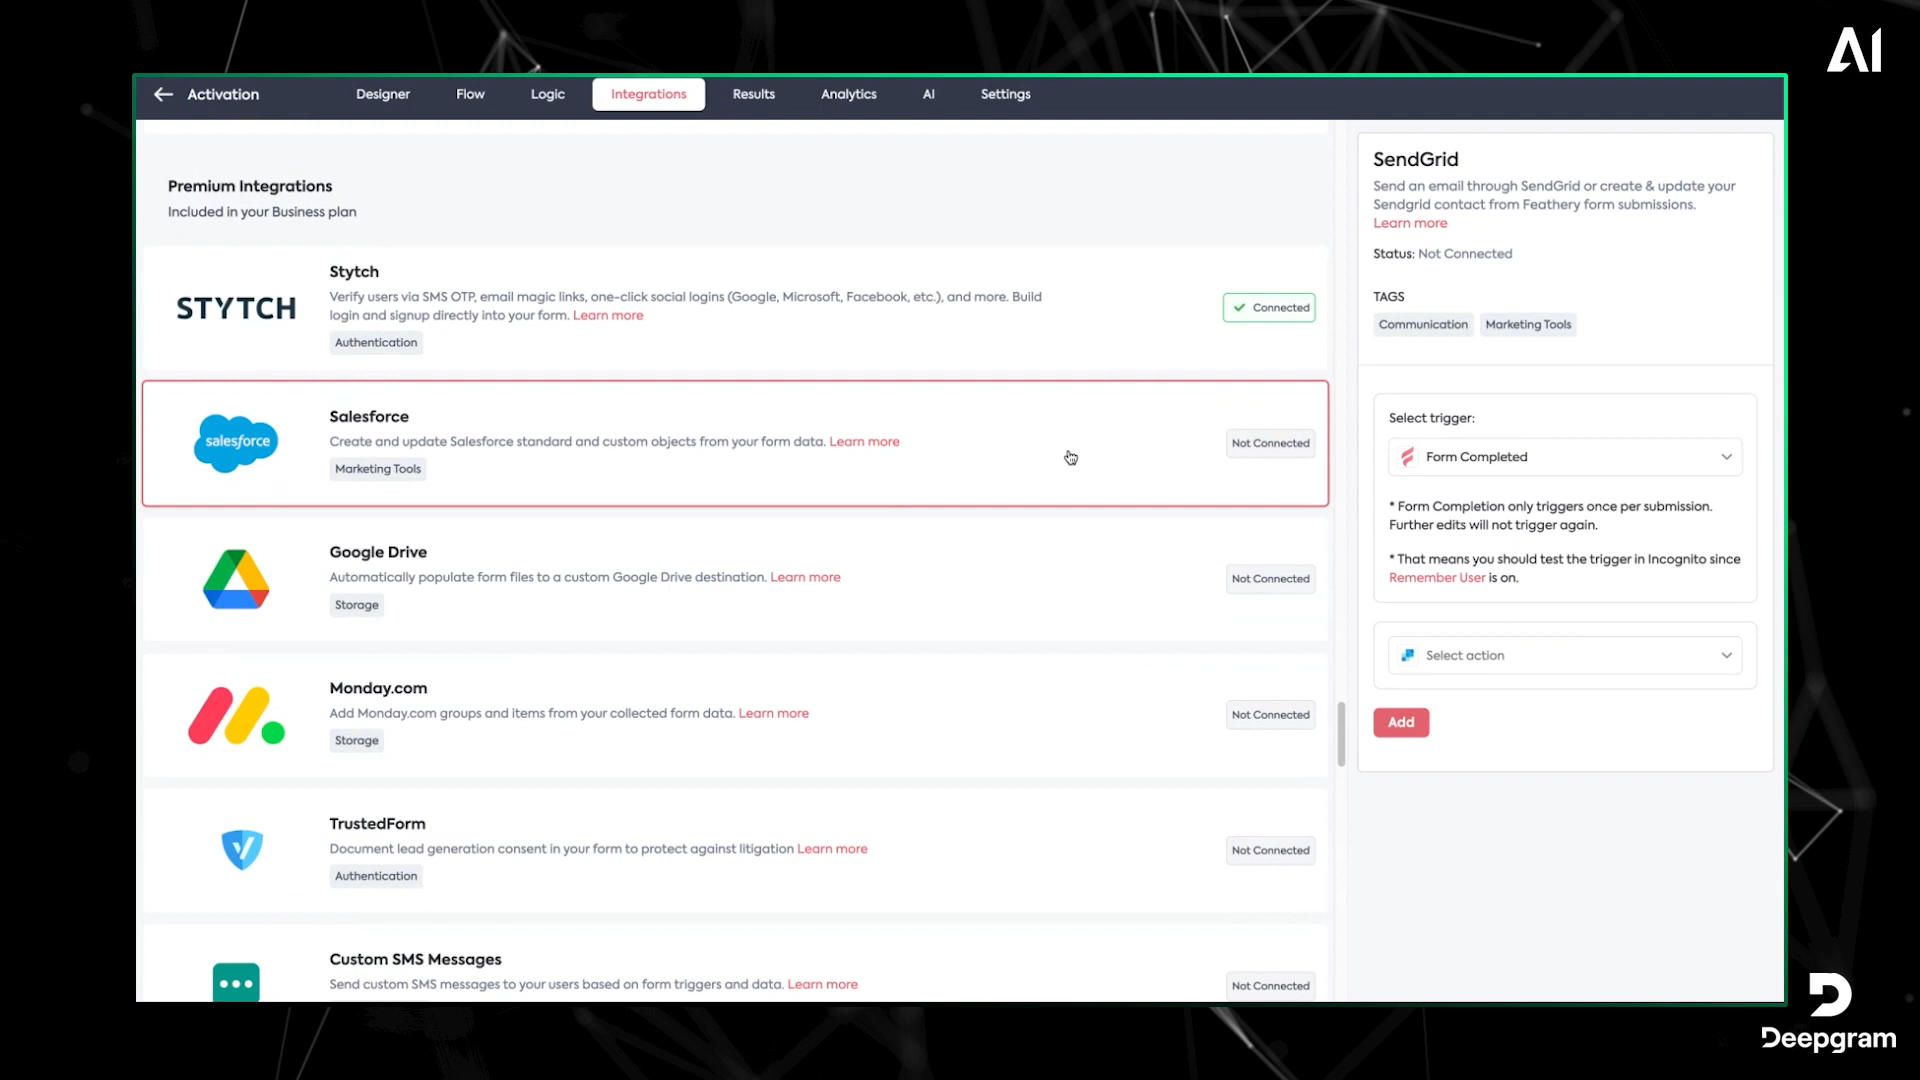 AI
Activation
Designer
Flow
Logic
Integrations
Results
Analytics
AI
Settings
Premium Integrations
Included in your Business plan
STYTCH
Stytch
Verify users via SMS OTP, email magic links, one-click social logins (Google, Microsoft, Facebook, etc.), and more. Build
login and signup directly into your form. Learn more
Authentication
Connected
salesforce
Salesforce
Create and update Salesforce standard and custom objects from your form data. Learn more
Marketing Tools
Not Connected
Google Drive
Automatically populate form files to a custom Google Drive destination. Learn more
Storage
Not Connected
Monday.com
Add Monday.com groups and items from your collected form data. Learn more
Storage
Not Connected
TrustedForm
Document lead generation consent in your form to protect against litigation Learn more
Authentication
Not Connected
Custom SMS Messages
Send custom SMS messages to your users based on form triggers and data. Learn more
Not Connected
SendGrid
Send an email through SendGrid or create & update your
Sendgrid contact from Feathery form submissions.
Learn more
Status: Not Connected
TAGS
Communication
Marketing Tools
Select trigger:
Form Completed
* Form Completion only triggers once per submission.
Further edits will not trigger again.
* That means you should test the trigger in Incognito since
Remember User is on.
Select action
Add
Deepgram